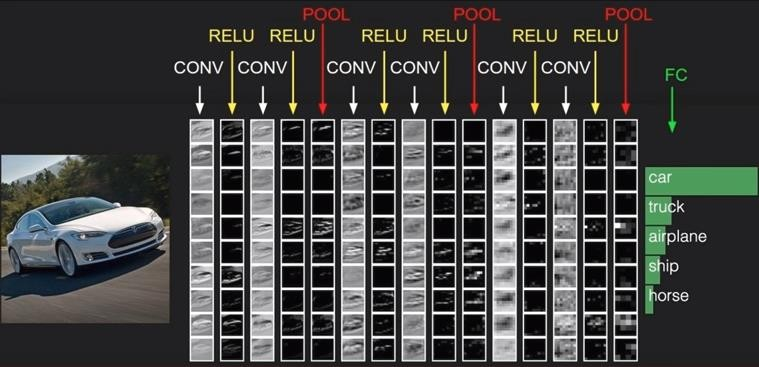 POOL POOL POOL
RELU RELU RELU RELU RELU RELU
CONV CONV CONV CONV CONV CONV FC
car
truck
airplane
ship
horse